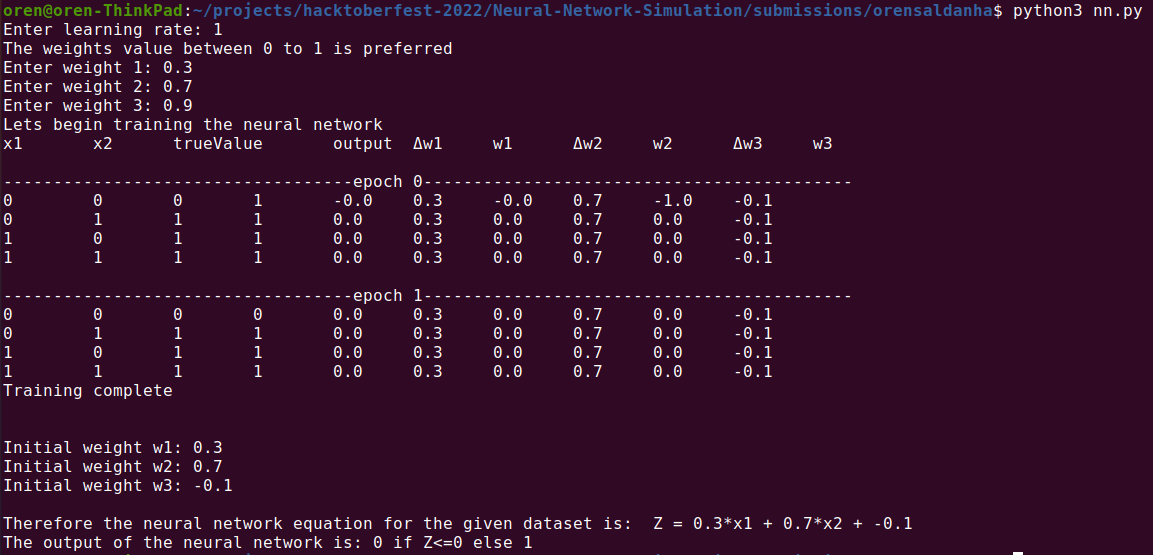 oren@oren-ThinkPad:~/projects/hacktoberfest-2022/Neural-Network-Simulation/submissions/orensaldanha$ python3 nn.py
Enter learning rate: 1
The weights value between 0 to 1 is preferred
Enter weight 1: 0.3
Enter weight 2: 0.7
Enter weight 3: 0.9
Lets begin training the neural network
x1 x2 trueValue output Δw1 w1 Δw2 w2 Δw3 w3
-----------------------------------epoch 0-------------------------------------------
0 0 0 1 -0.0 0.3 -0.0 0.7 -1.0 -0.1
0 1 1 1 0.0 0.3 0.0 0.7 0.0 -0.1
1 0 1 1 0.0 0.3 0.0 0.7 0.0 -0.1
1 1 1 1 0.0 0.3 0.0 0.7 0.0 -0.1
-----------------------------------epoch 1-------------------------------------------
0 0 0 0 0.0 0.3 0.0 0.7 0.0 -0.1
0 1 1 1 0.0 0.3 0.0 0.7 0.0 -0.1
1 0 1 1 0.0 0.3 0.0 0.7 0.0 -0.1
1 1 1 1 0.0 0.3 0.0 0.7 0.0 -0.1
Training complete
Initial weight w1: 0.3
Initial weight w2: 0.7
Initial weight w3: -0.1
Therefore the neural network equation for the given dataset is:  Z = 0.3*x1 + 0.7*x2 + -0.1
The output of the neural network is: 0 if Z<=0 else 1